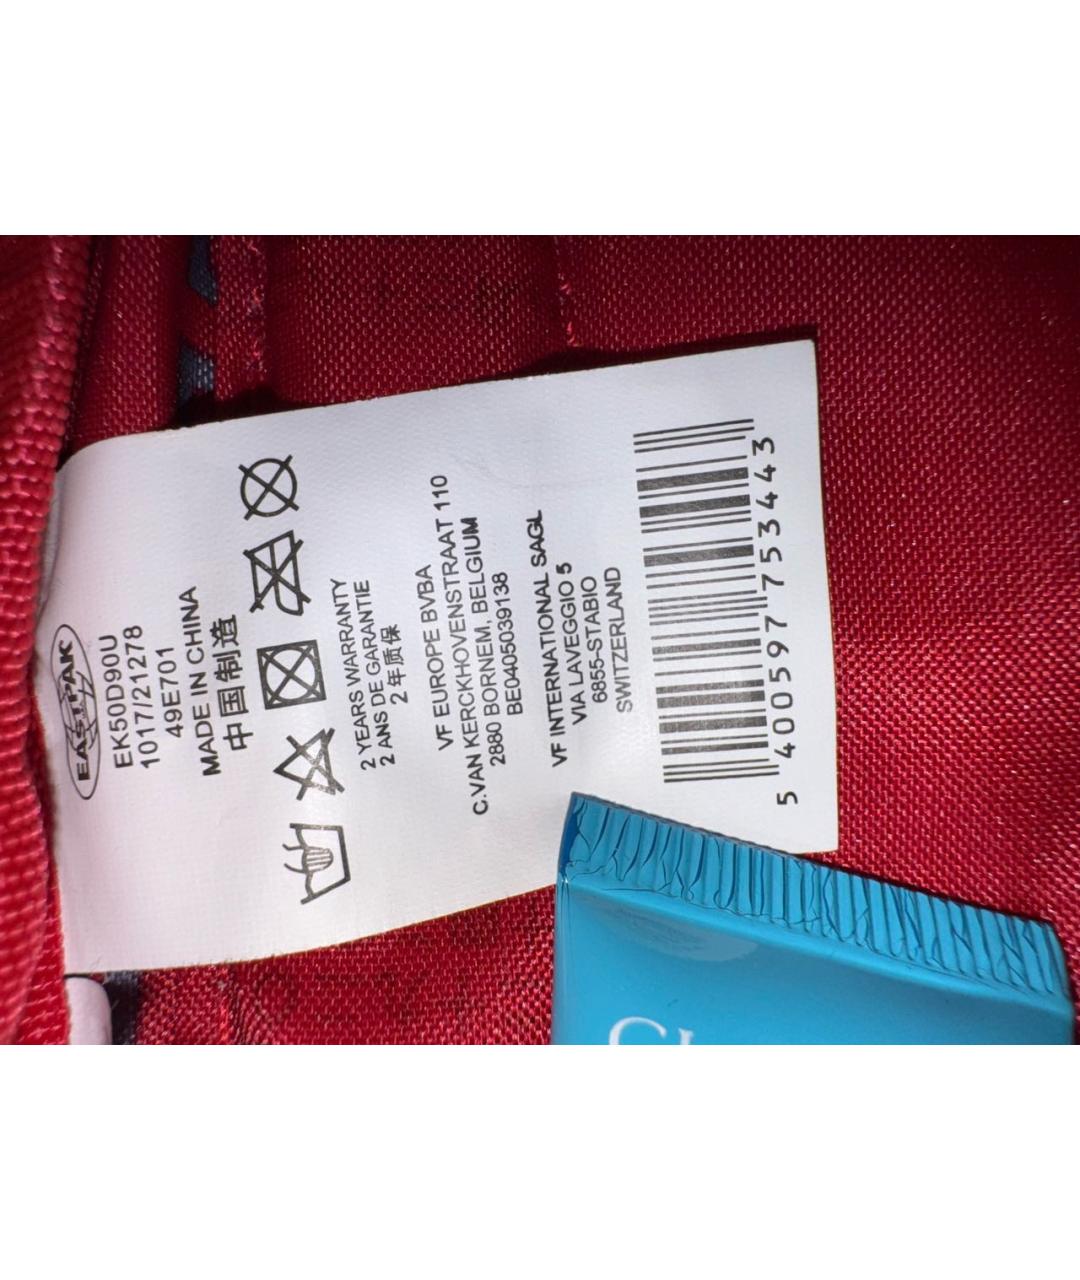 EASTPAK
EK50D90U
1017/21278
49E701
MADE IN CHINA
中国制造
2 YEARS WARRANTY
2 ANS DE GARANTIE
2 年质保
VF EUROPE BVBA
C.VAN KERCKHOVENSTRAAT 110
2880 BORNEM, BELGIUM
BE0405039138
VF INTERNATIONAL SAGL
VIA LAVEGGIO 5
6855-STABIO
SWITZERLAND
5 400597 753443